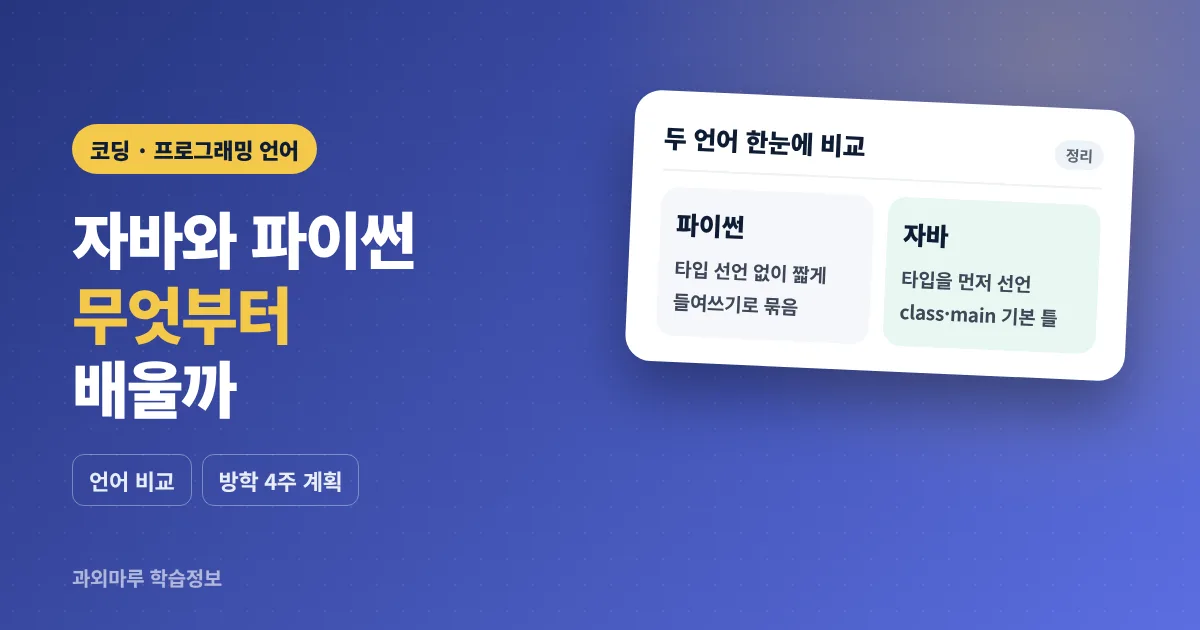 코딩 · 프로그래밍 언어
자바와 파이썬
무엇부터
배울까
언어 비교
방학 4주 계획
과외마루 학습정보
두 언어 한눈에 비교
정리
파이썬
타입 선언 없이 짧게
들여쓰기로 묶음
자바
타입을 먼저 선언
class·main 기본 틀